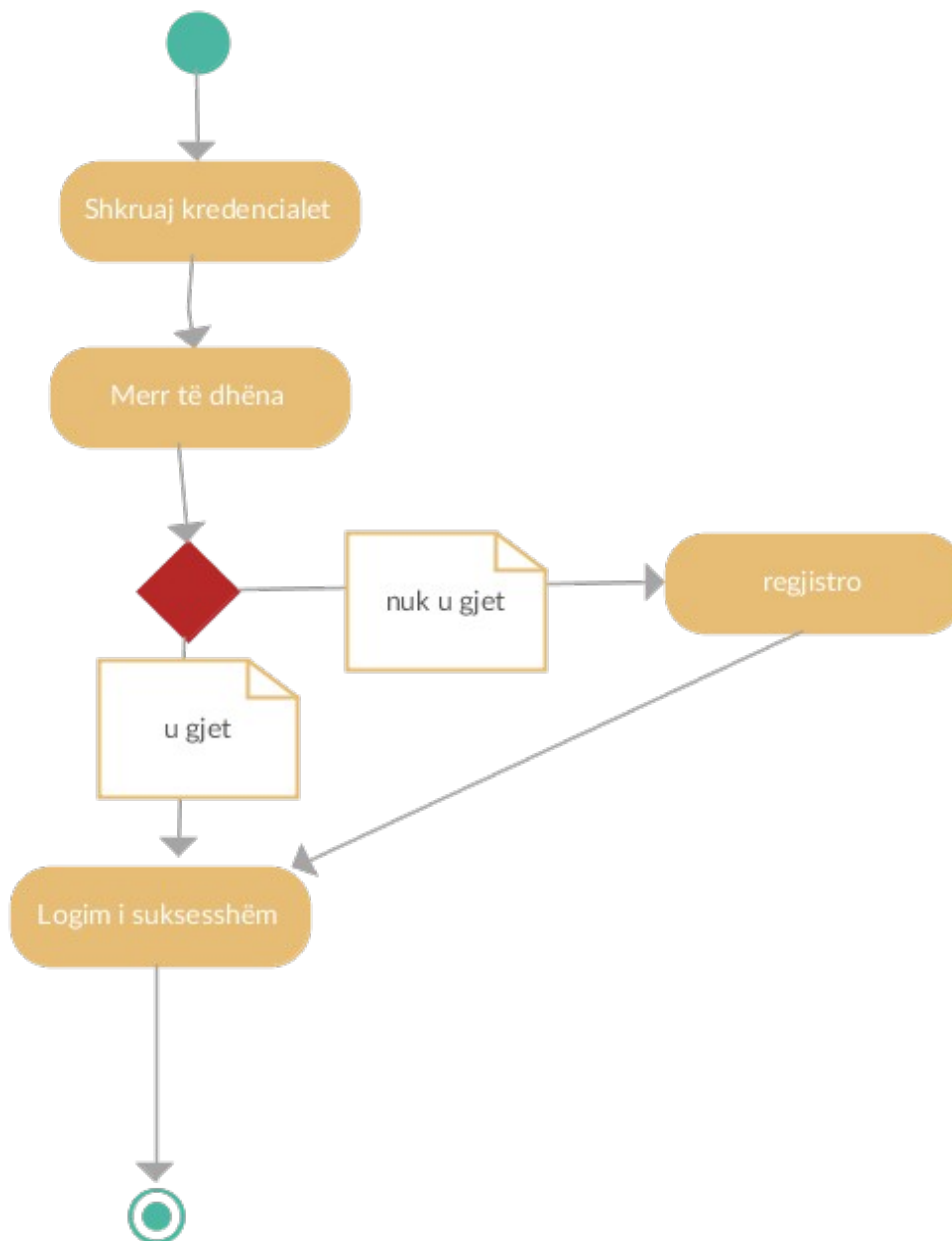 Shkruaj kredencialet
Merr të dhëna
nuk u gjet
regjistro
u gjet
Logim i suksesshëm